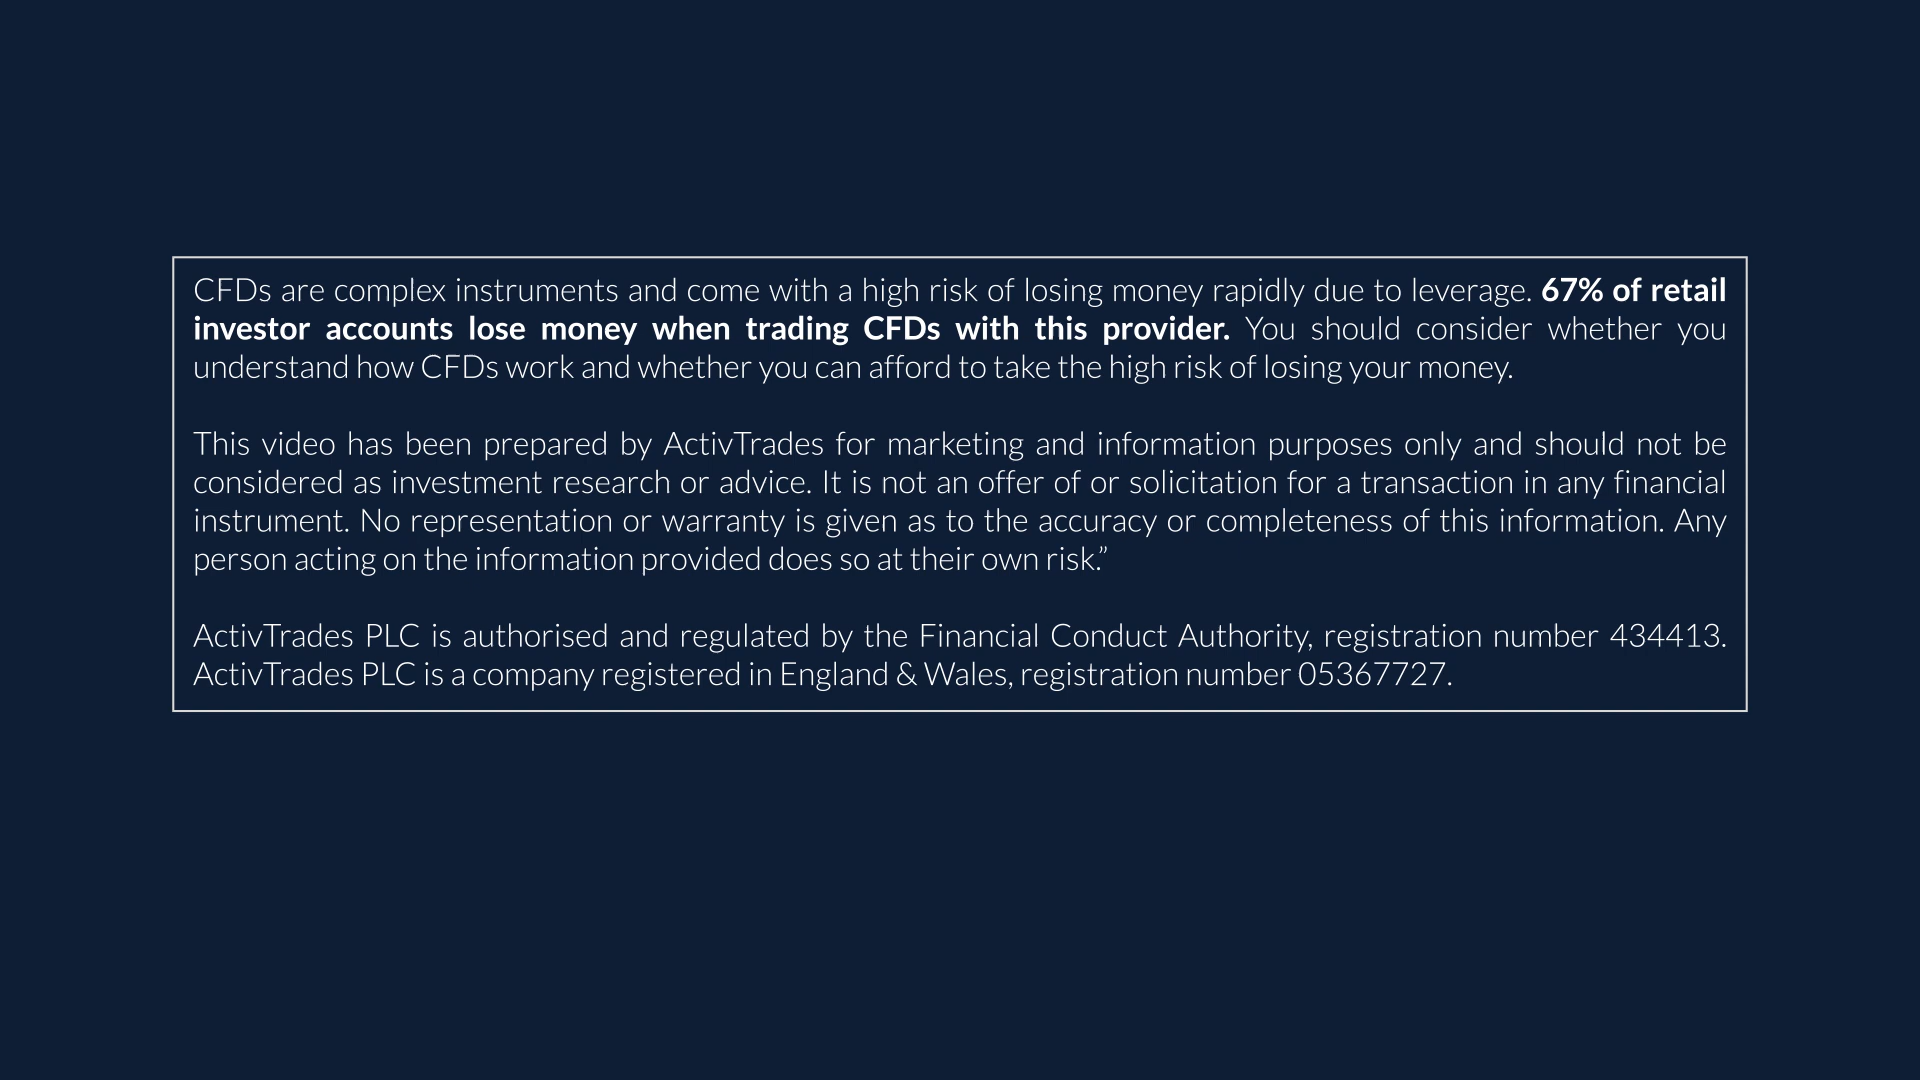 CFDs are complex instruments and come with a high risk of losing money rapidly due to leverage. 67% of retail
investor accounts lose money when trading CFDs with this provider. You should consider whether you
understand how CFDs work and whether you can afford to take the high risk of losing your money.
This video has been prepared by ActivTrades for marketing and information purposes only and should not be
considered as investment research or advice. It is not an offer of or solicitation for a transaction in any financial
instrument. No representation or warranty is given as to the accuracy or completeness of this information. Any
person acting on the information provided does so at their own risk.”
ActivTrades PLC is authorised and regulated by the Financial Conduct Authority, registration number 434413.
ActivTrades PLC is a company registered in England & Wales, registration number 05367727.